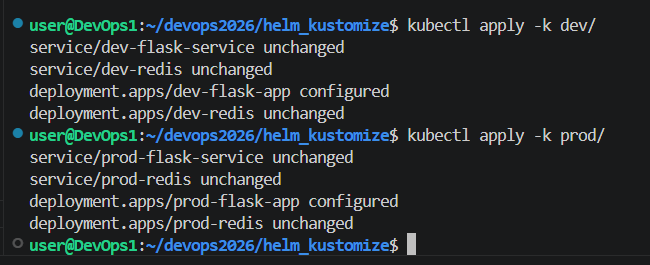 user@DevOps1:~/devops2026/helm_kustomize$ kubectl apply -k dev/
service/dev-flask-service unchanged
service/dev-redis unchanged
deployment.apps/dev-flask-app configured
deployment.apps/dev-redis unchanged
user@DevOps1:~/devops2026/helm_kustomize$ kubectl apply -k prod/
service/prod-flask-service unchanged
service/prod-redis unchanged
deployment.apps/prod-flask-app configured
deployment.apps/prod-redis unchanged
user@DevOps1:~/devops2026/helm_kustomize$